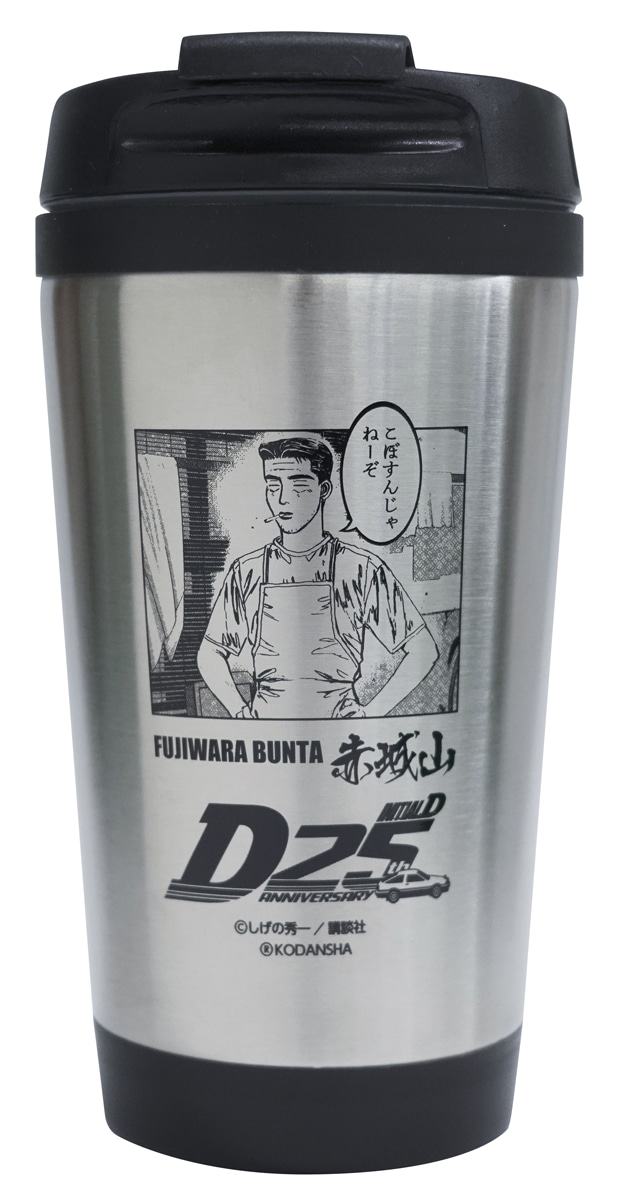 こぼすんじゃ
ねーぞ
FUJIWARA BUNTA 赤城山
INITIAL D
D25th
ANNIVERSARY
©しげの秀一／講談社
®KODANSHA